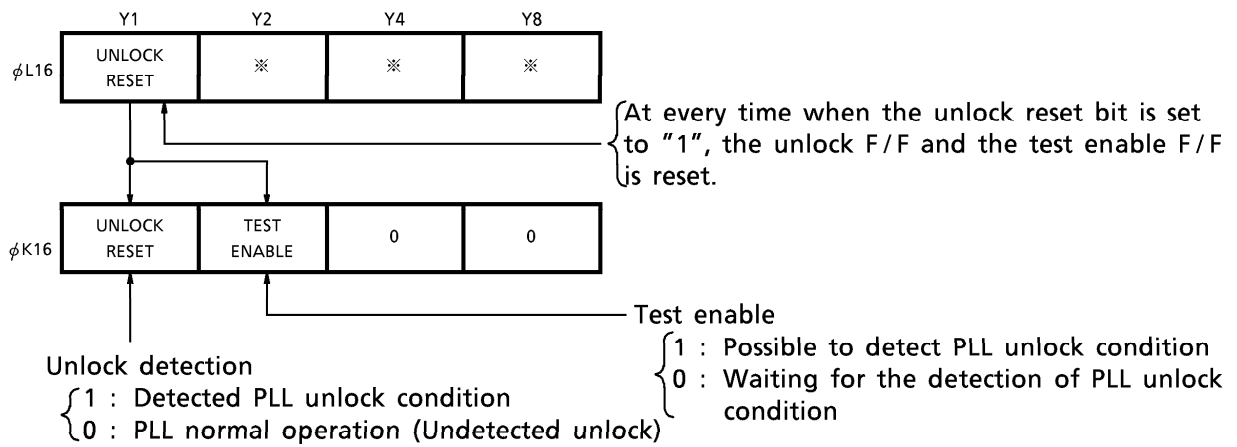 Y1 Y2 Y4 Y8
φL16 UNLOCK RESET ※ ※ ※
At every time when the unlock reset bit is set
to "1", the unlock F/F and the test enable F/F
is reset.
φK16 UNLOCK RESET TEST ENABLE 0 0
Test enable
1 : Possible to detect PLL unlock condition
0 : Waiting for the detection of PLL unlock
condition
Unlock detection
1 : Detected PLL unlock condition
0 : PLL normal operation (Undetected unlock)